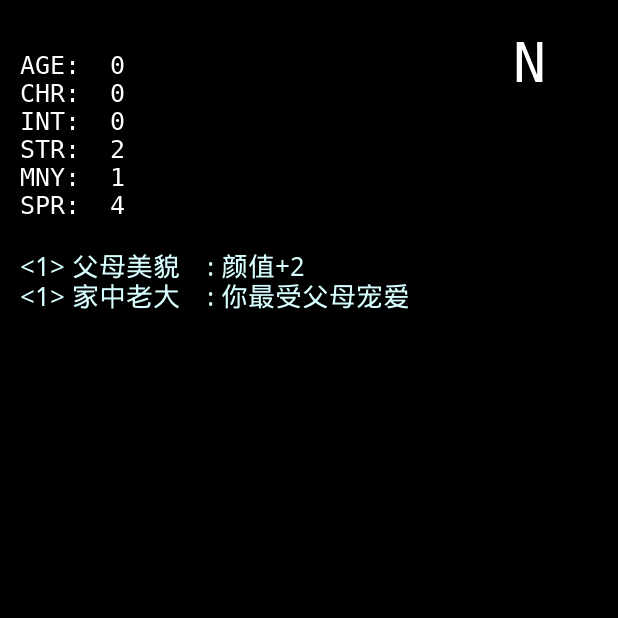 N
AGE: 0
CHR: 0
INT: 0
STR: 2
MNY: 1
SPR: 4
<1> 父母美貌 : 颜值+2
<1> 家中老大 : 你最受父母宠爱